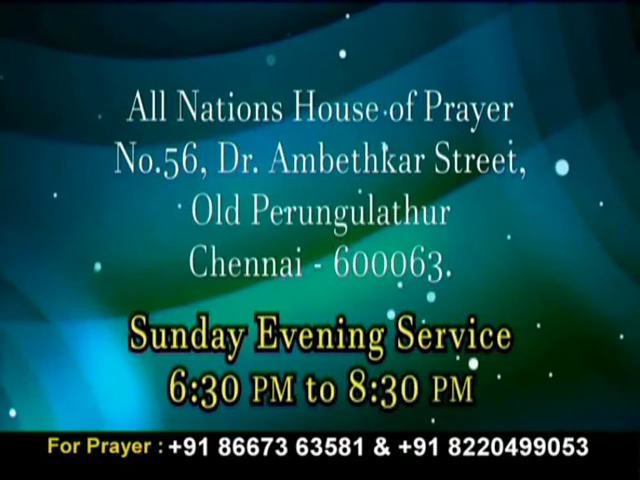 All Nations House of Prayer
No.56, Dr. Ambethkar Street,
Old Perungulathur
Chennai - 600063.
Sunday Evening Service
6:30 PM to 8:30 PM
For Prayer : +91 86673 63581 & +91 8220499053